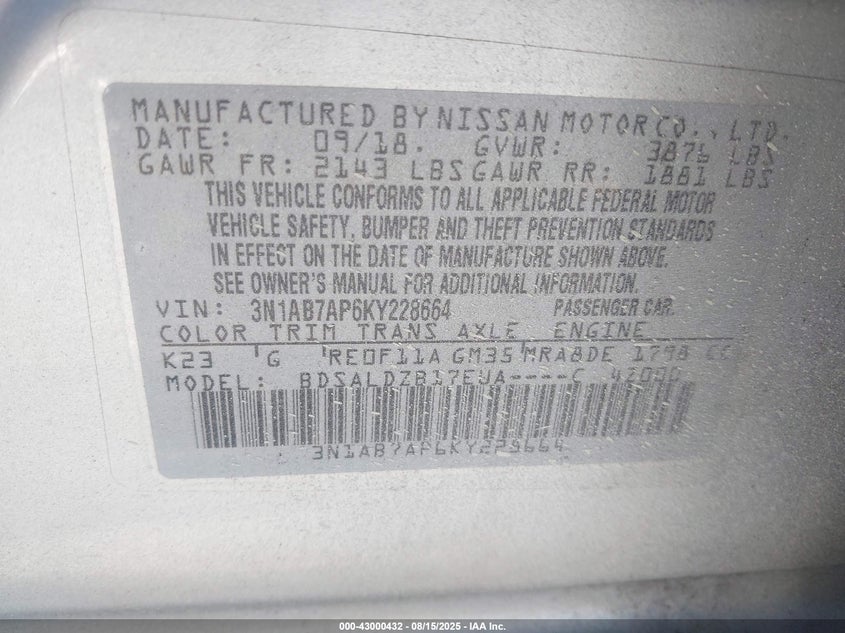 MANUFACTURED BY NISSAN MOTOR CO., LTD.
DATE: 09/18. GVWR: 3876 LBS
GAWR FR: 2143 LBS GAWR RR: 1881 LBS
THIS VEHICLE CONFORMS TO ALL APPLICABLE FEDERAL MOTOR
VEHICLE SAFETY, BUMPER AND THEFT PREVENTION STANDARDS
IN EFFECT ON THE DATE OF MANUFACTURE SHOWN ABOVE.
SEE OWNER'S MANUAL FOR ADDITIONAL INFORMATION.
VIN: 3N1AB7AP6KY228664 PASSENGER CAR.
COLOR TRIM TRANS AXLE ENGINE
K23 'G 'RE0F11A GM35 'MRA8DE 1798 CC
MODEL: BDSALDZB17EUA----C 42000
3N1AB7AP6KY228664
000-43000432 - 08/15/2025 - IAA Inc.